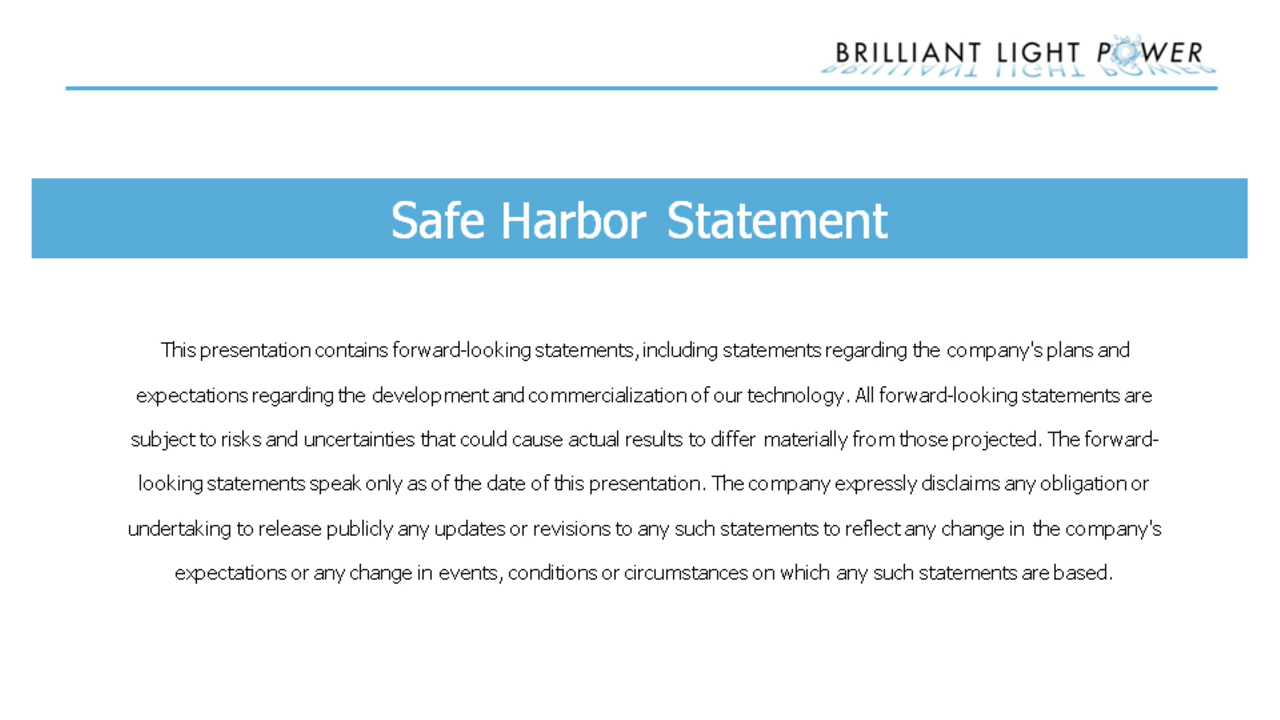 BRILLIANT LIGHT POWER
Safe Harbor Statement
This presentation contains forward-looking statements, including statements regarding the company's plans and
expectations regarding the development and commercialization of our technology. All forward-looking statements are
subject to risks and uncertainties that could cause actual results to differ materially from those projected. The forward-
looking statements speak only as of the date of this presentation. The company expressly disclaims any obligation or
undertaking to release publicly any updates or revisions to any such statements to reflect any change in the company's
expectations or any change in events, conditions or circumstances on which any such statements are based.